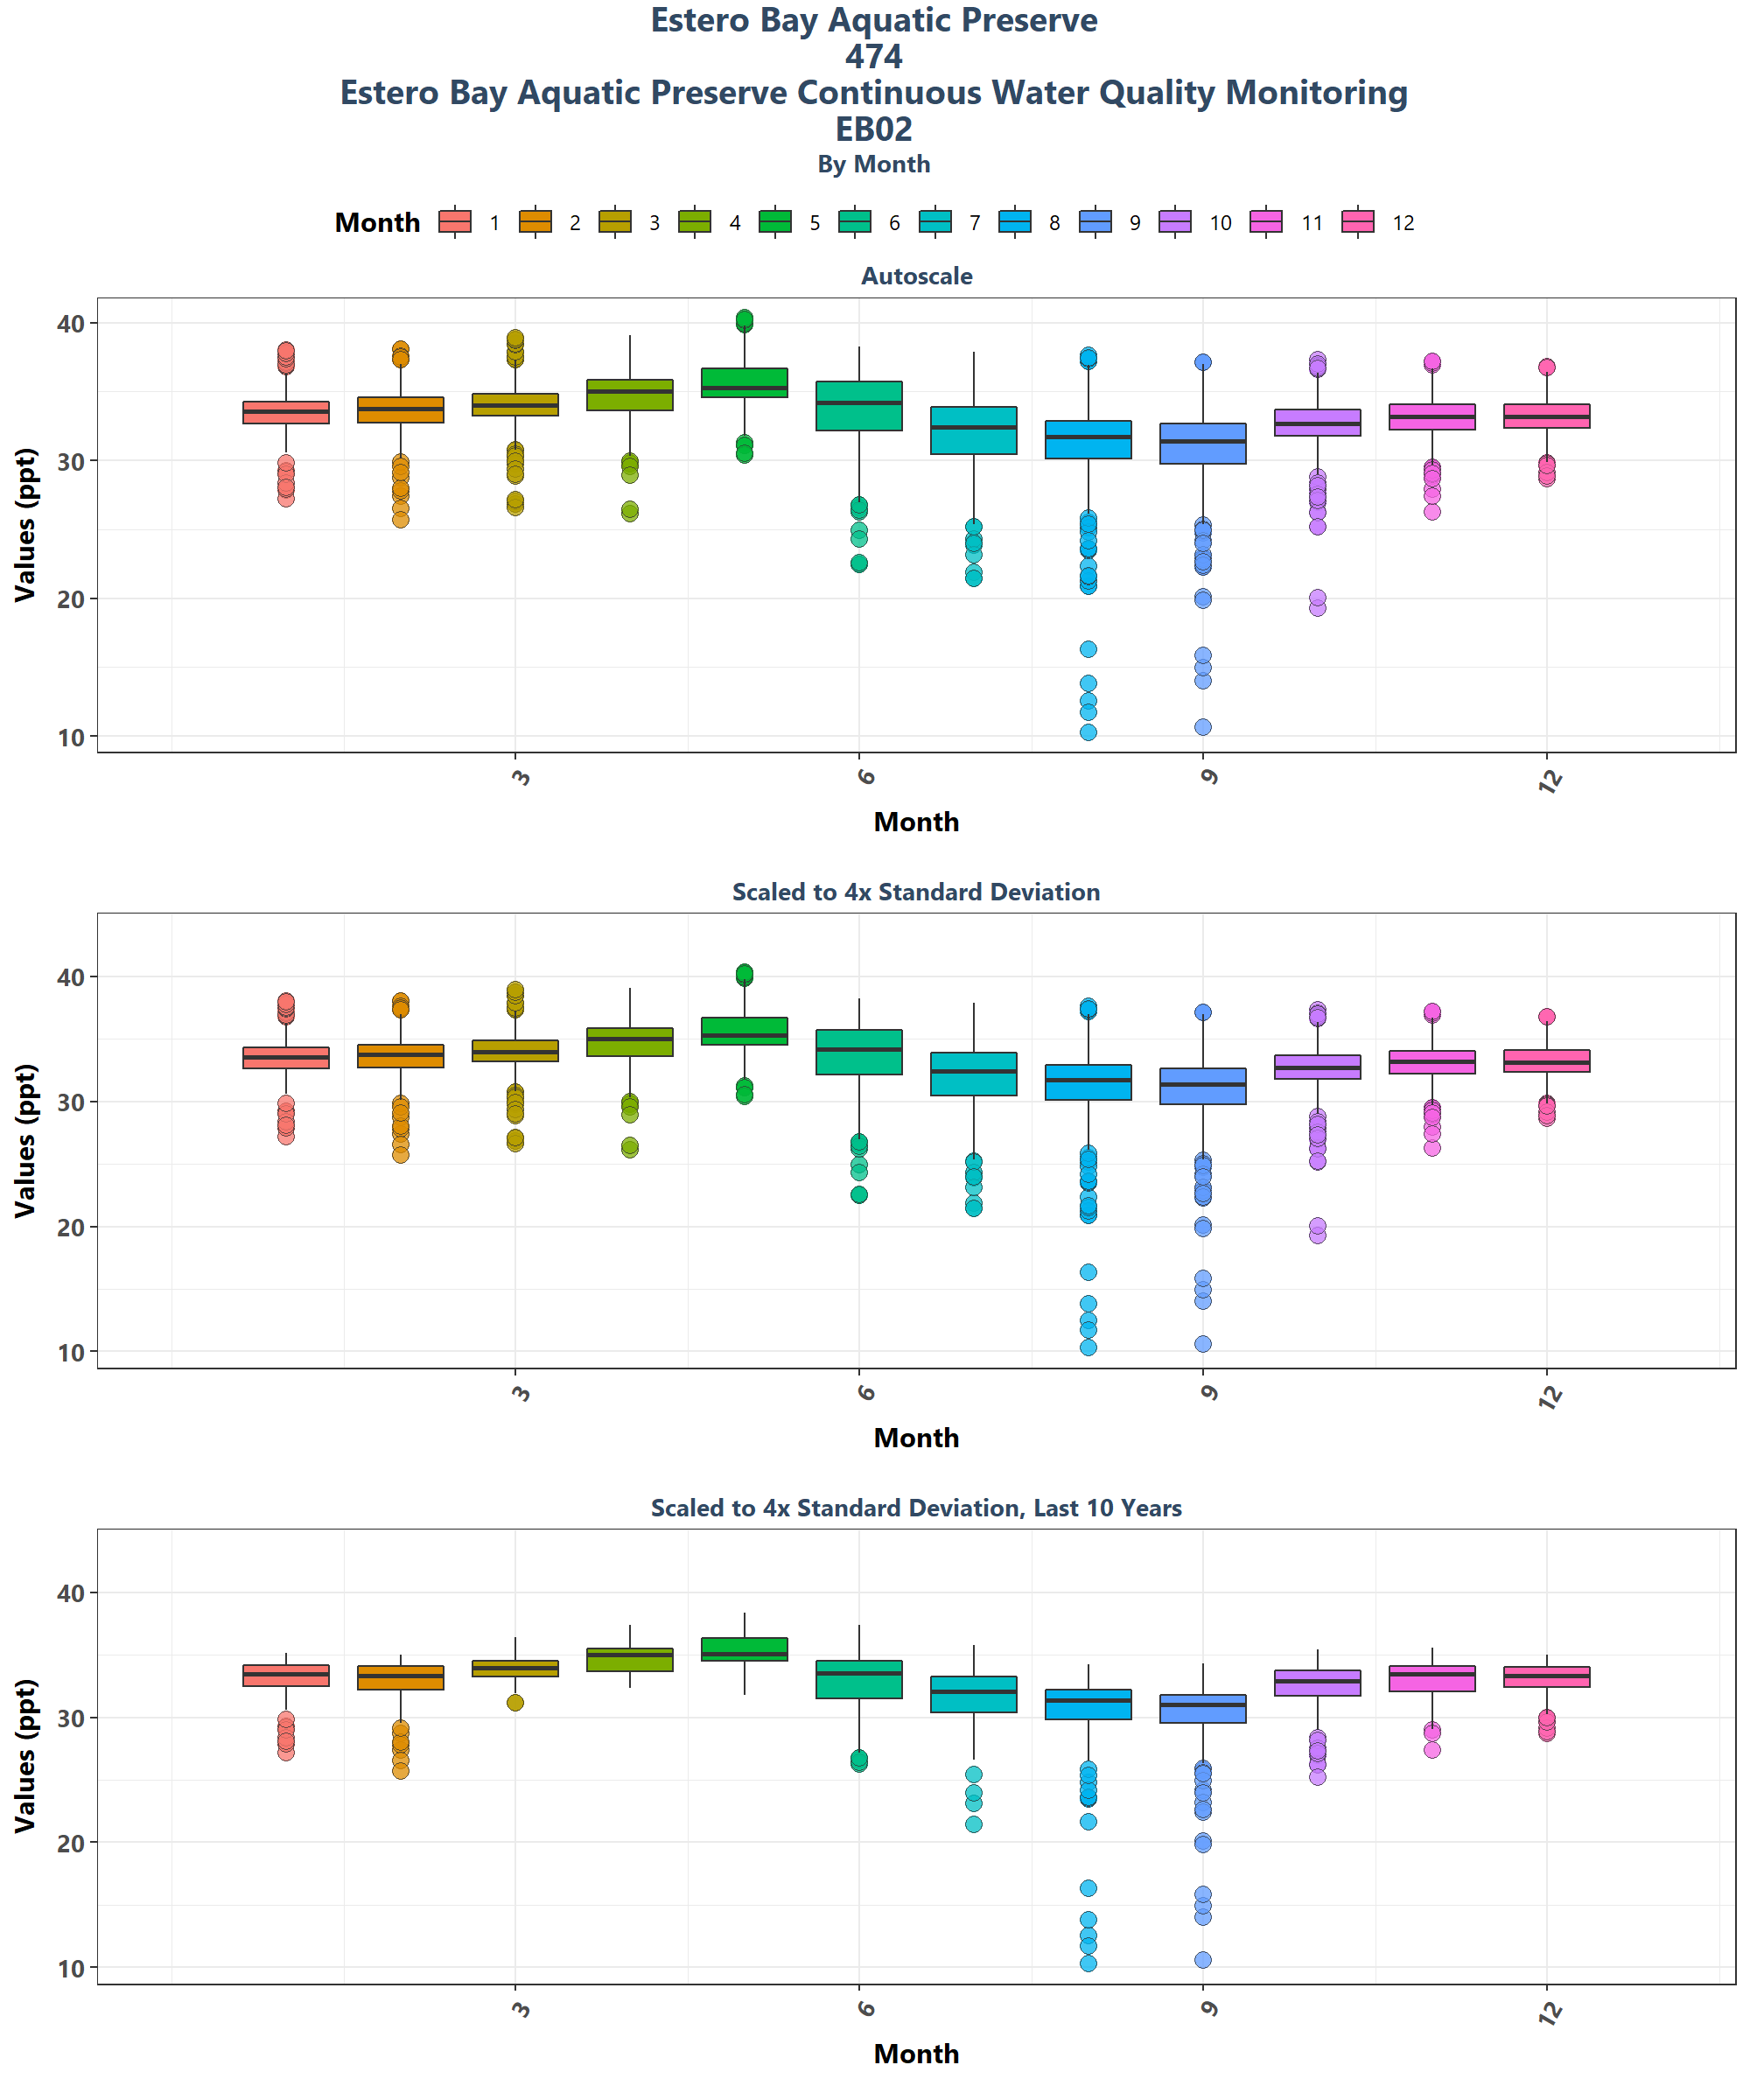 Estero Bay Aquatic Preserve
474
Estero Bay Aquatic Preserve Continuous Water Quality Monitoring
EB02
By Month
Month 1 2 3 4 5 6 7 8 9 10 11 12
Autoscale
Values (ppt)
40
30
20
10
3 6 9 12
Month
Scaled to 4x Standard Deviation
Values (ppt)
40
30
20
10
3 6 9 12
Month
Scaled to 4x Standard Deviation, Last 10 Years
Values (ppt)
40
30
20
10
3 6 9 12
Month